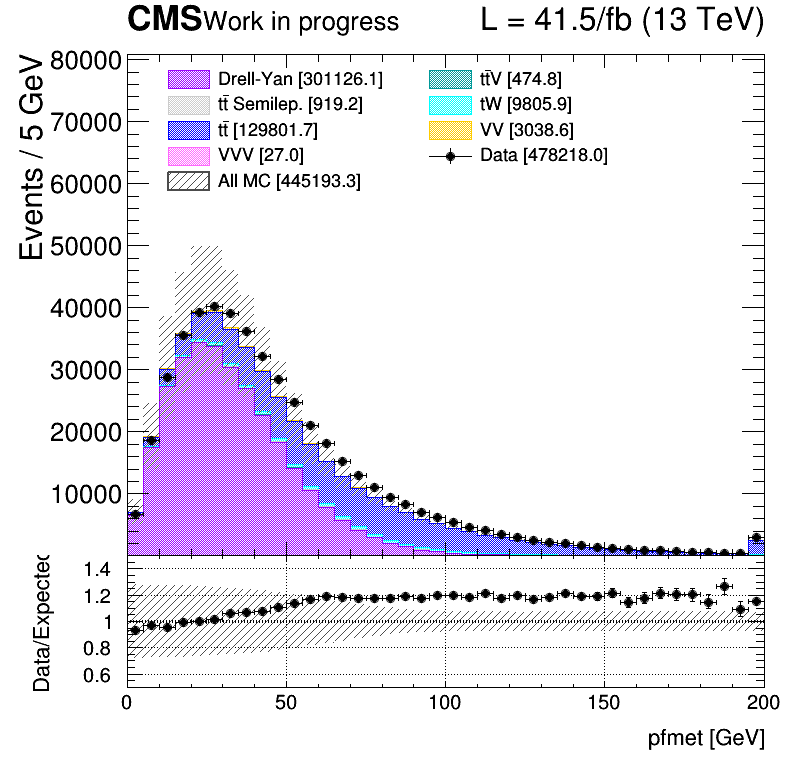 CMS Work in progress L = 41.5/fb (13 TeV)
Events / 5 GeV
80000
70000
60000
50000
40000
30000
20000
10000
Drell-Yan [301126.1]
tt̄ Semilep. [919.2]
tt̄ [129801.7]
VVV [27.0]
All MC [445193.3]
tt̄V [474.8]
tW [9805.9]
VV [3038.6]
Data [478218.0]
Data/Expected
1.4
1.2
1
0.8
0.6
0 50 100 150 200
pfmet [GeV]